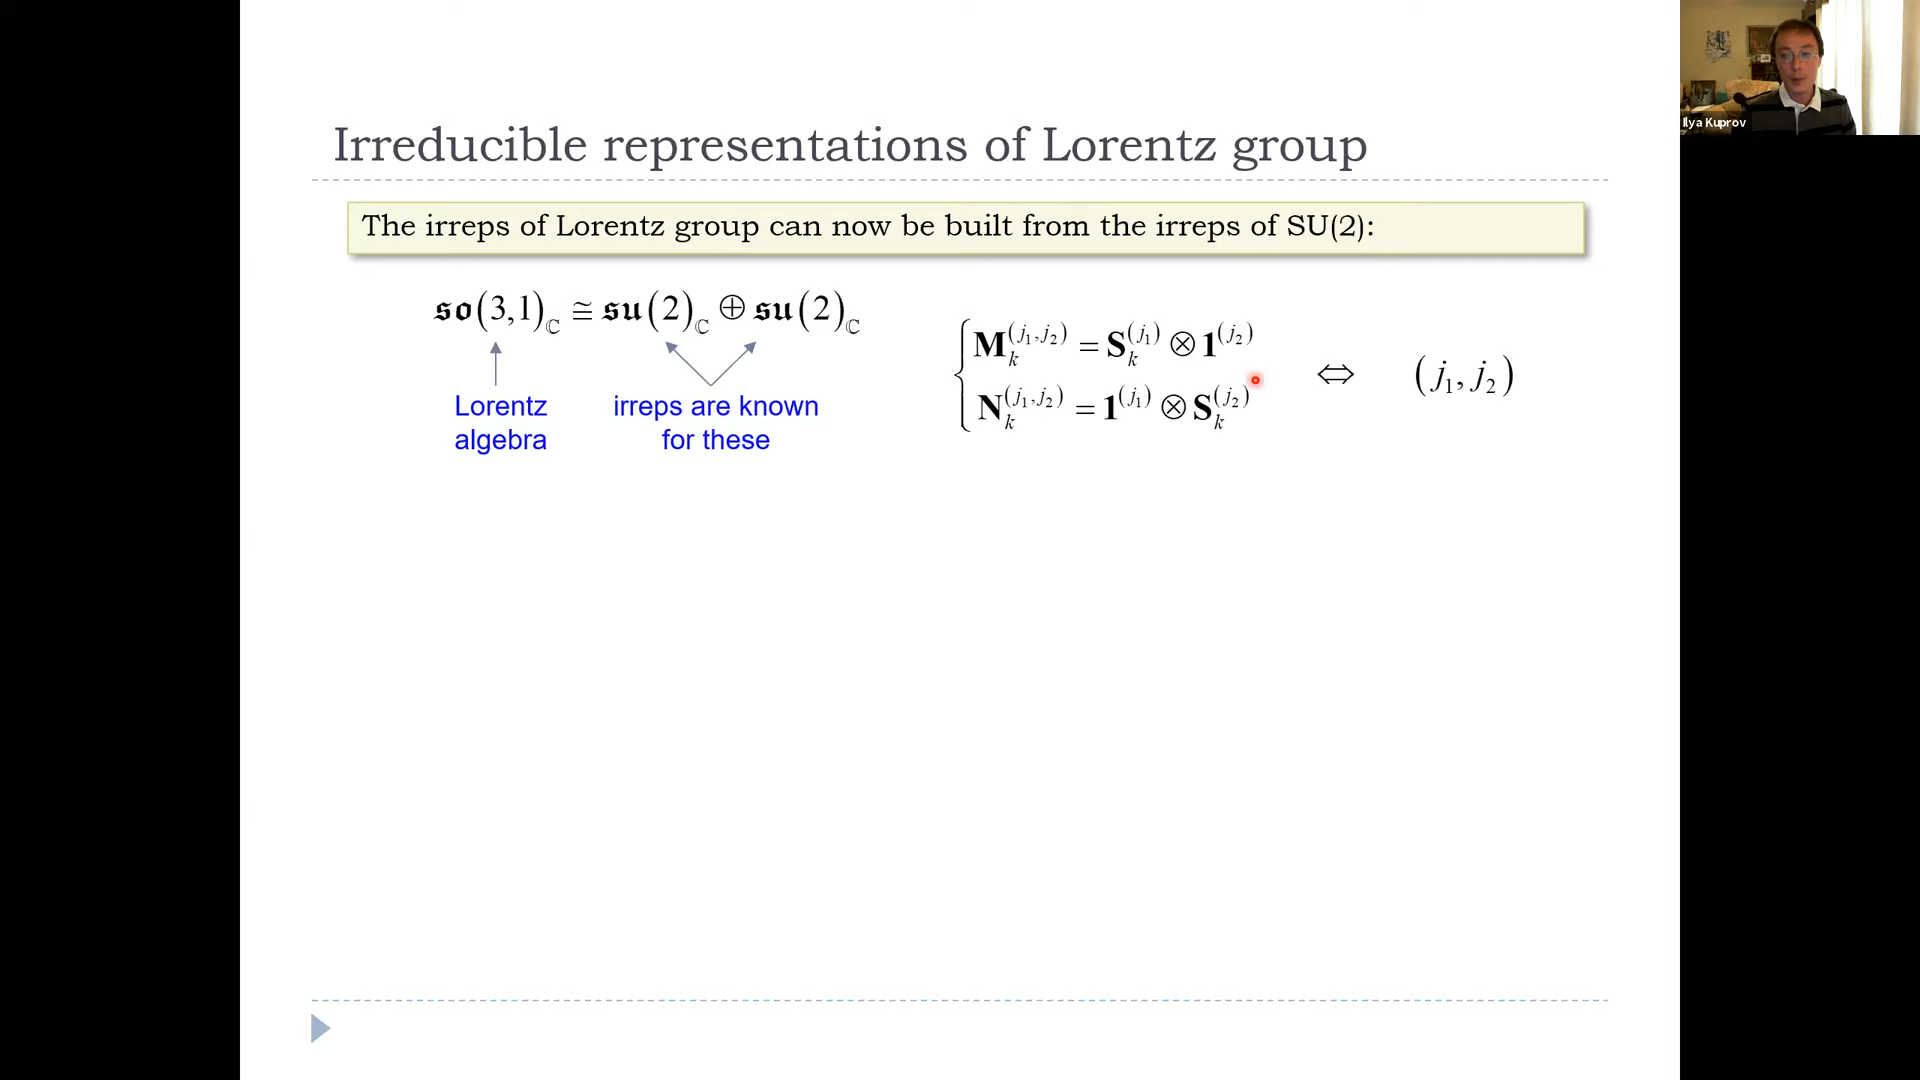 Irreducible representations of Lorentz group
The irreps of Lorentz group can now be built from the irreps of SU(2):
𝖘𝖔(3,1)_ℂ ≅ 𝖘𝖚(2)_ℂ ⊕ 𝖘𝖚(2)_ℂ
Lorentz
algebra
irreps are known
for these
M_k^(j₁,j₂) = S_k^(j₁) ⊗ 1^(j₂)
N_k^(j₁,j₂) = 1^(j₁) ⊗ S_k^(j₂)
⇔ (j₁, j₂)
Ilya Kuprov